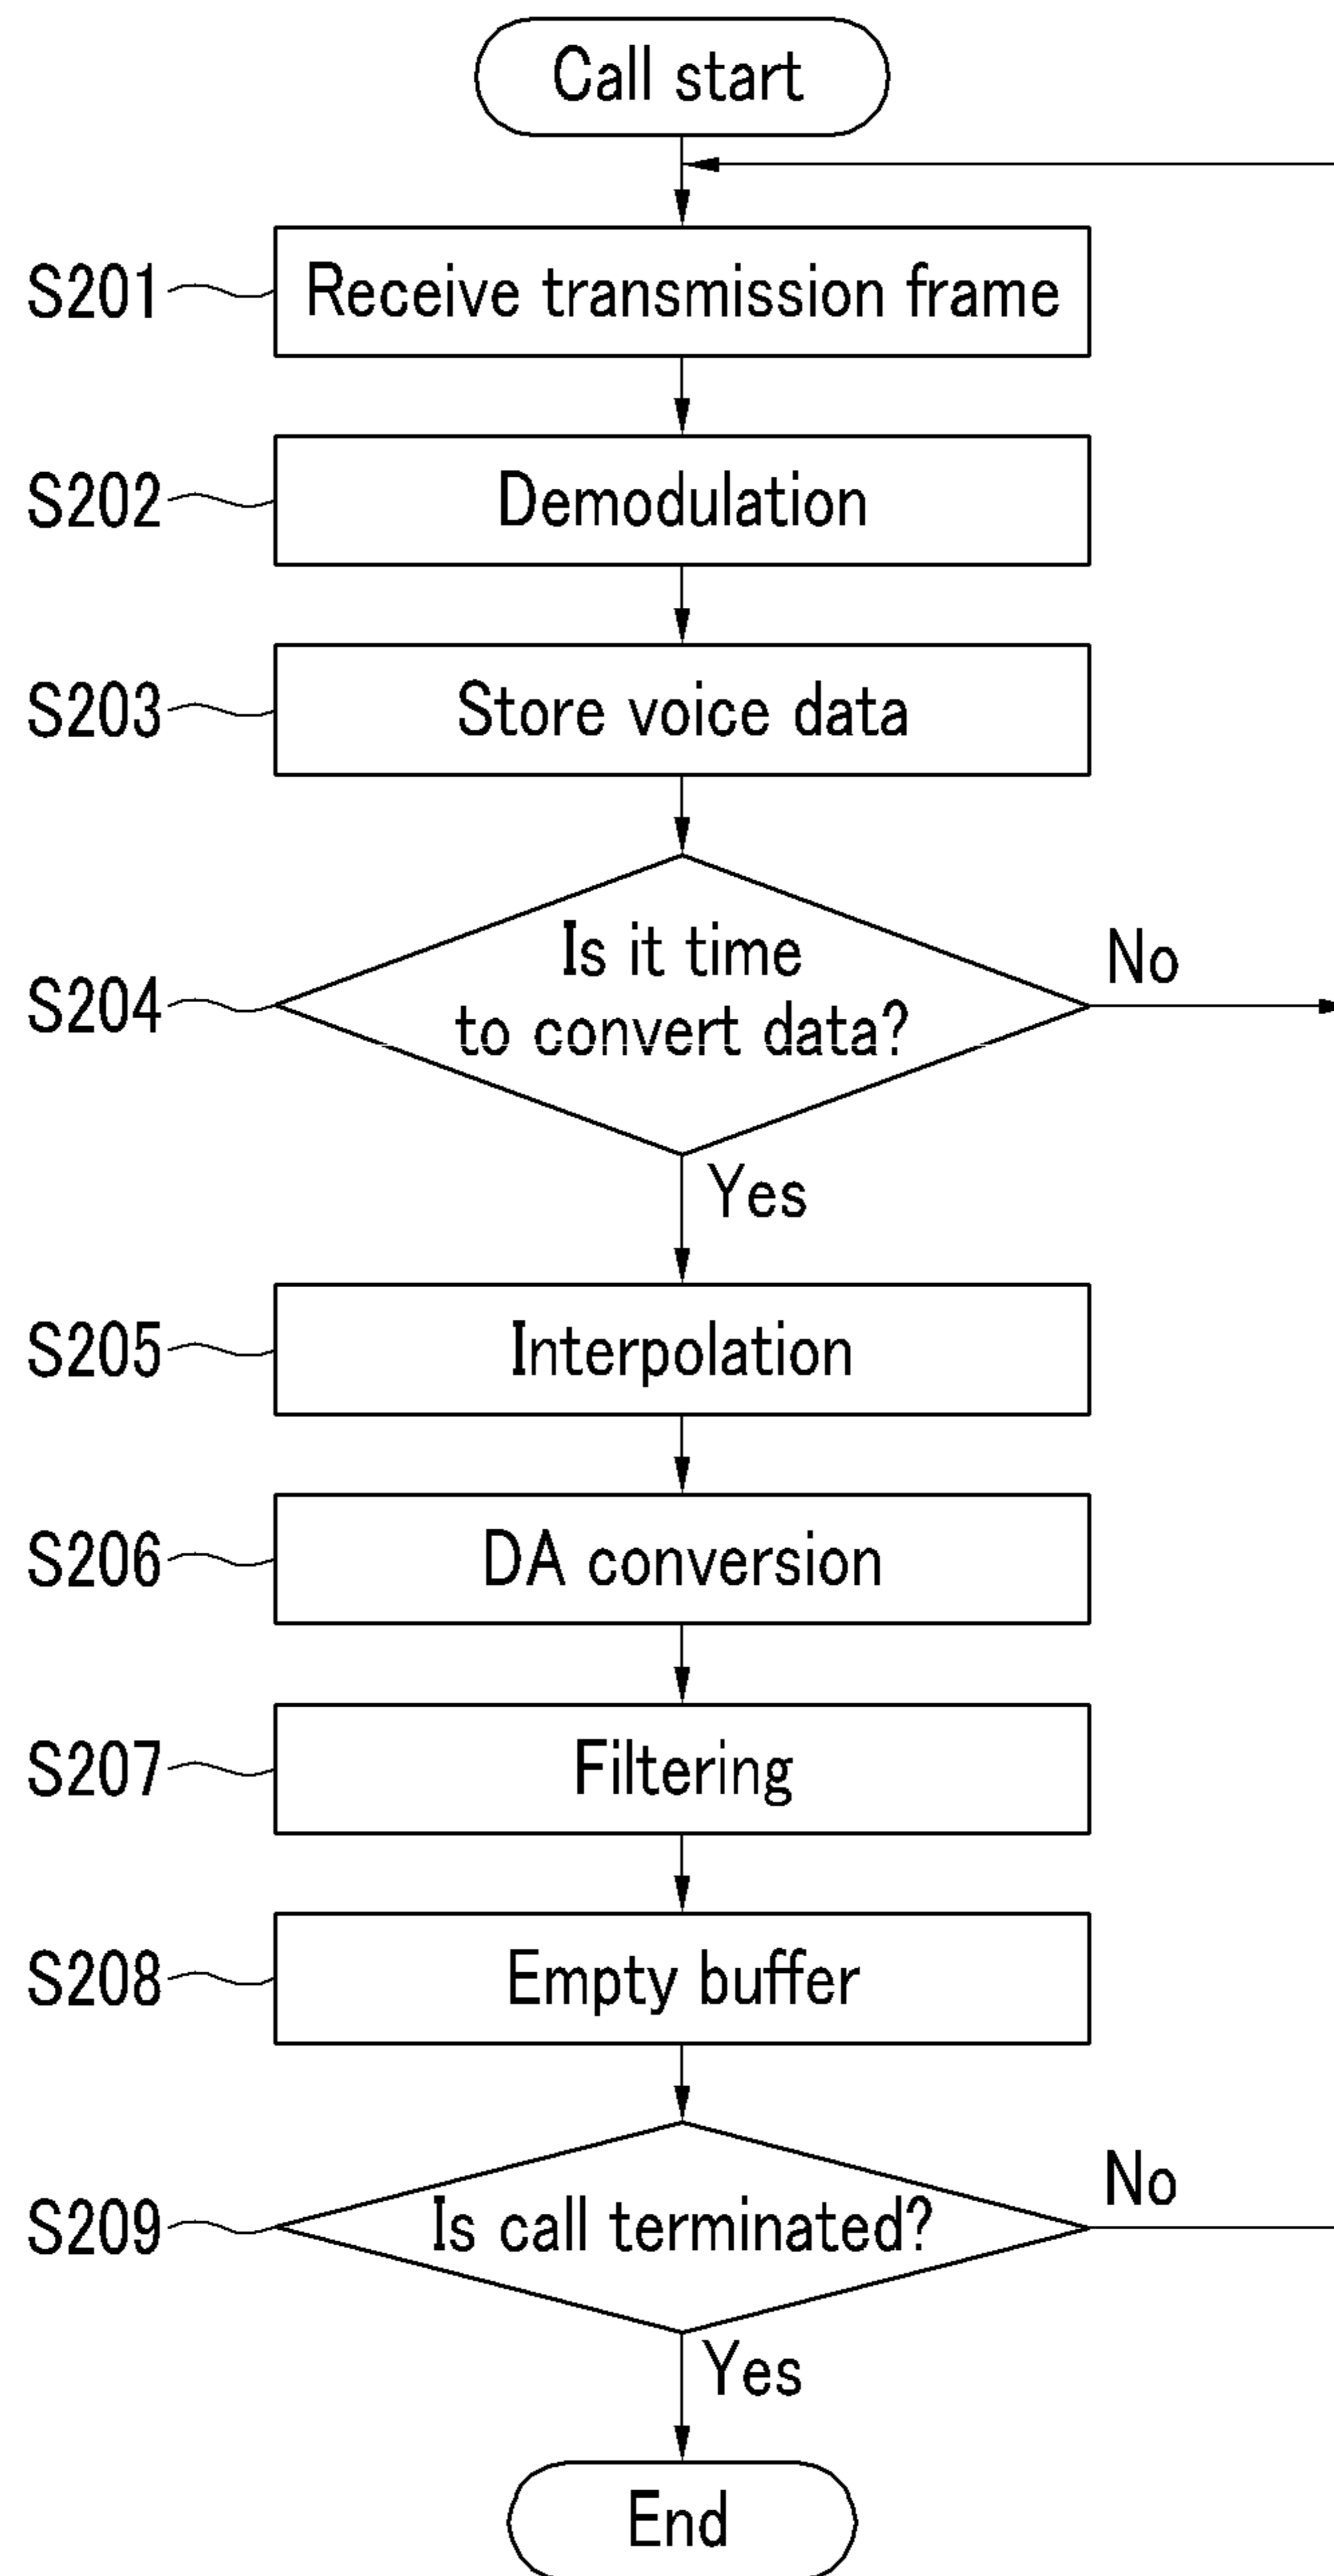 Call start
S201
Receive transmission frame
S202
Demodulation
S203
Store voice data
S204
Is it time
to convert data?
No
Yes
S205
Interpolation
S206
DA conversion
S207
Filtering
S208
Empty buffer
S209
Is call terminated?
No
Yes
End